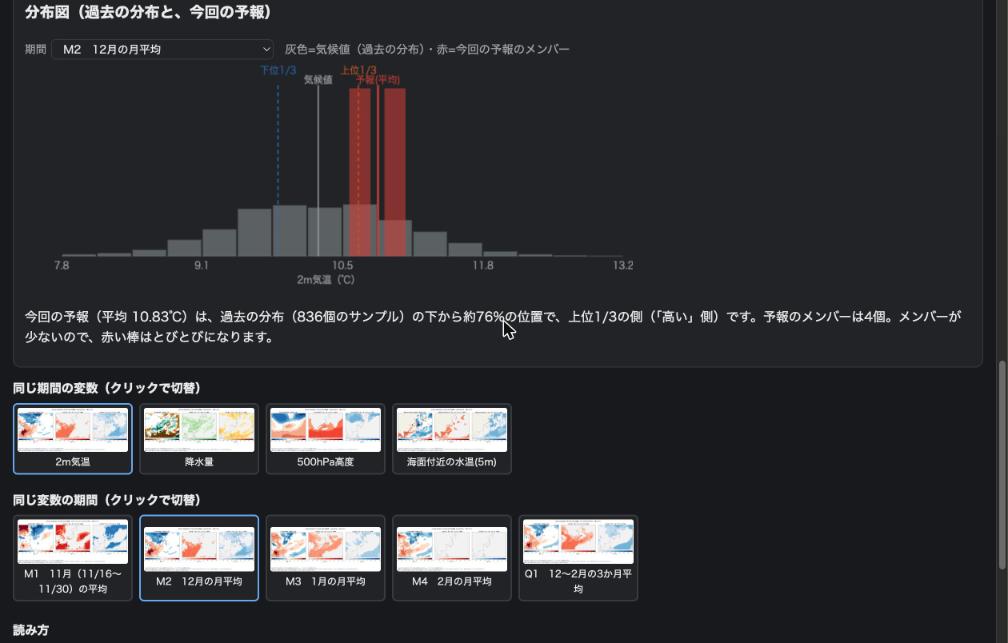 分布図（過去の分布と、今回の予報）
期間 M2 12月の月平均 灰色=気候値（過去の分布）・赤=今回の予報のメンバー
下位1/3 気候値 上位1/3 予報(平均)
7.8 9.1 10.5 11.8 13.2
2m気温（℃）
今回の予報（平均 10.83℃）は、過去の分布（836個のサンプル）の下から約76%の位置で、上位1/3の側（「高い」側）です。予報のメンバーは4個。メンバーが
少ないので、赤い棒はとびとびになります。
同じ期間の変数（クリックで切替）
2m気温 降水量 500hPa高度 海面付近の水温(5m)
同じ変数の期間（クリックで切替）
M1 11月（11/16〜
11/30）の平均
M2 12月の月平均
M3 1月の月平均
M4 2月の月平均
Q1 12〜2月の3か月平
均
読み方